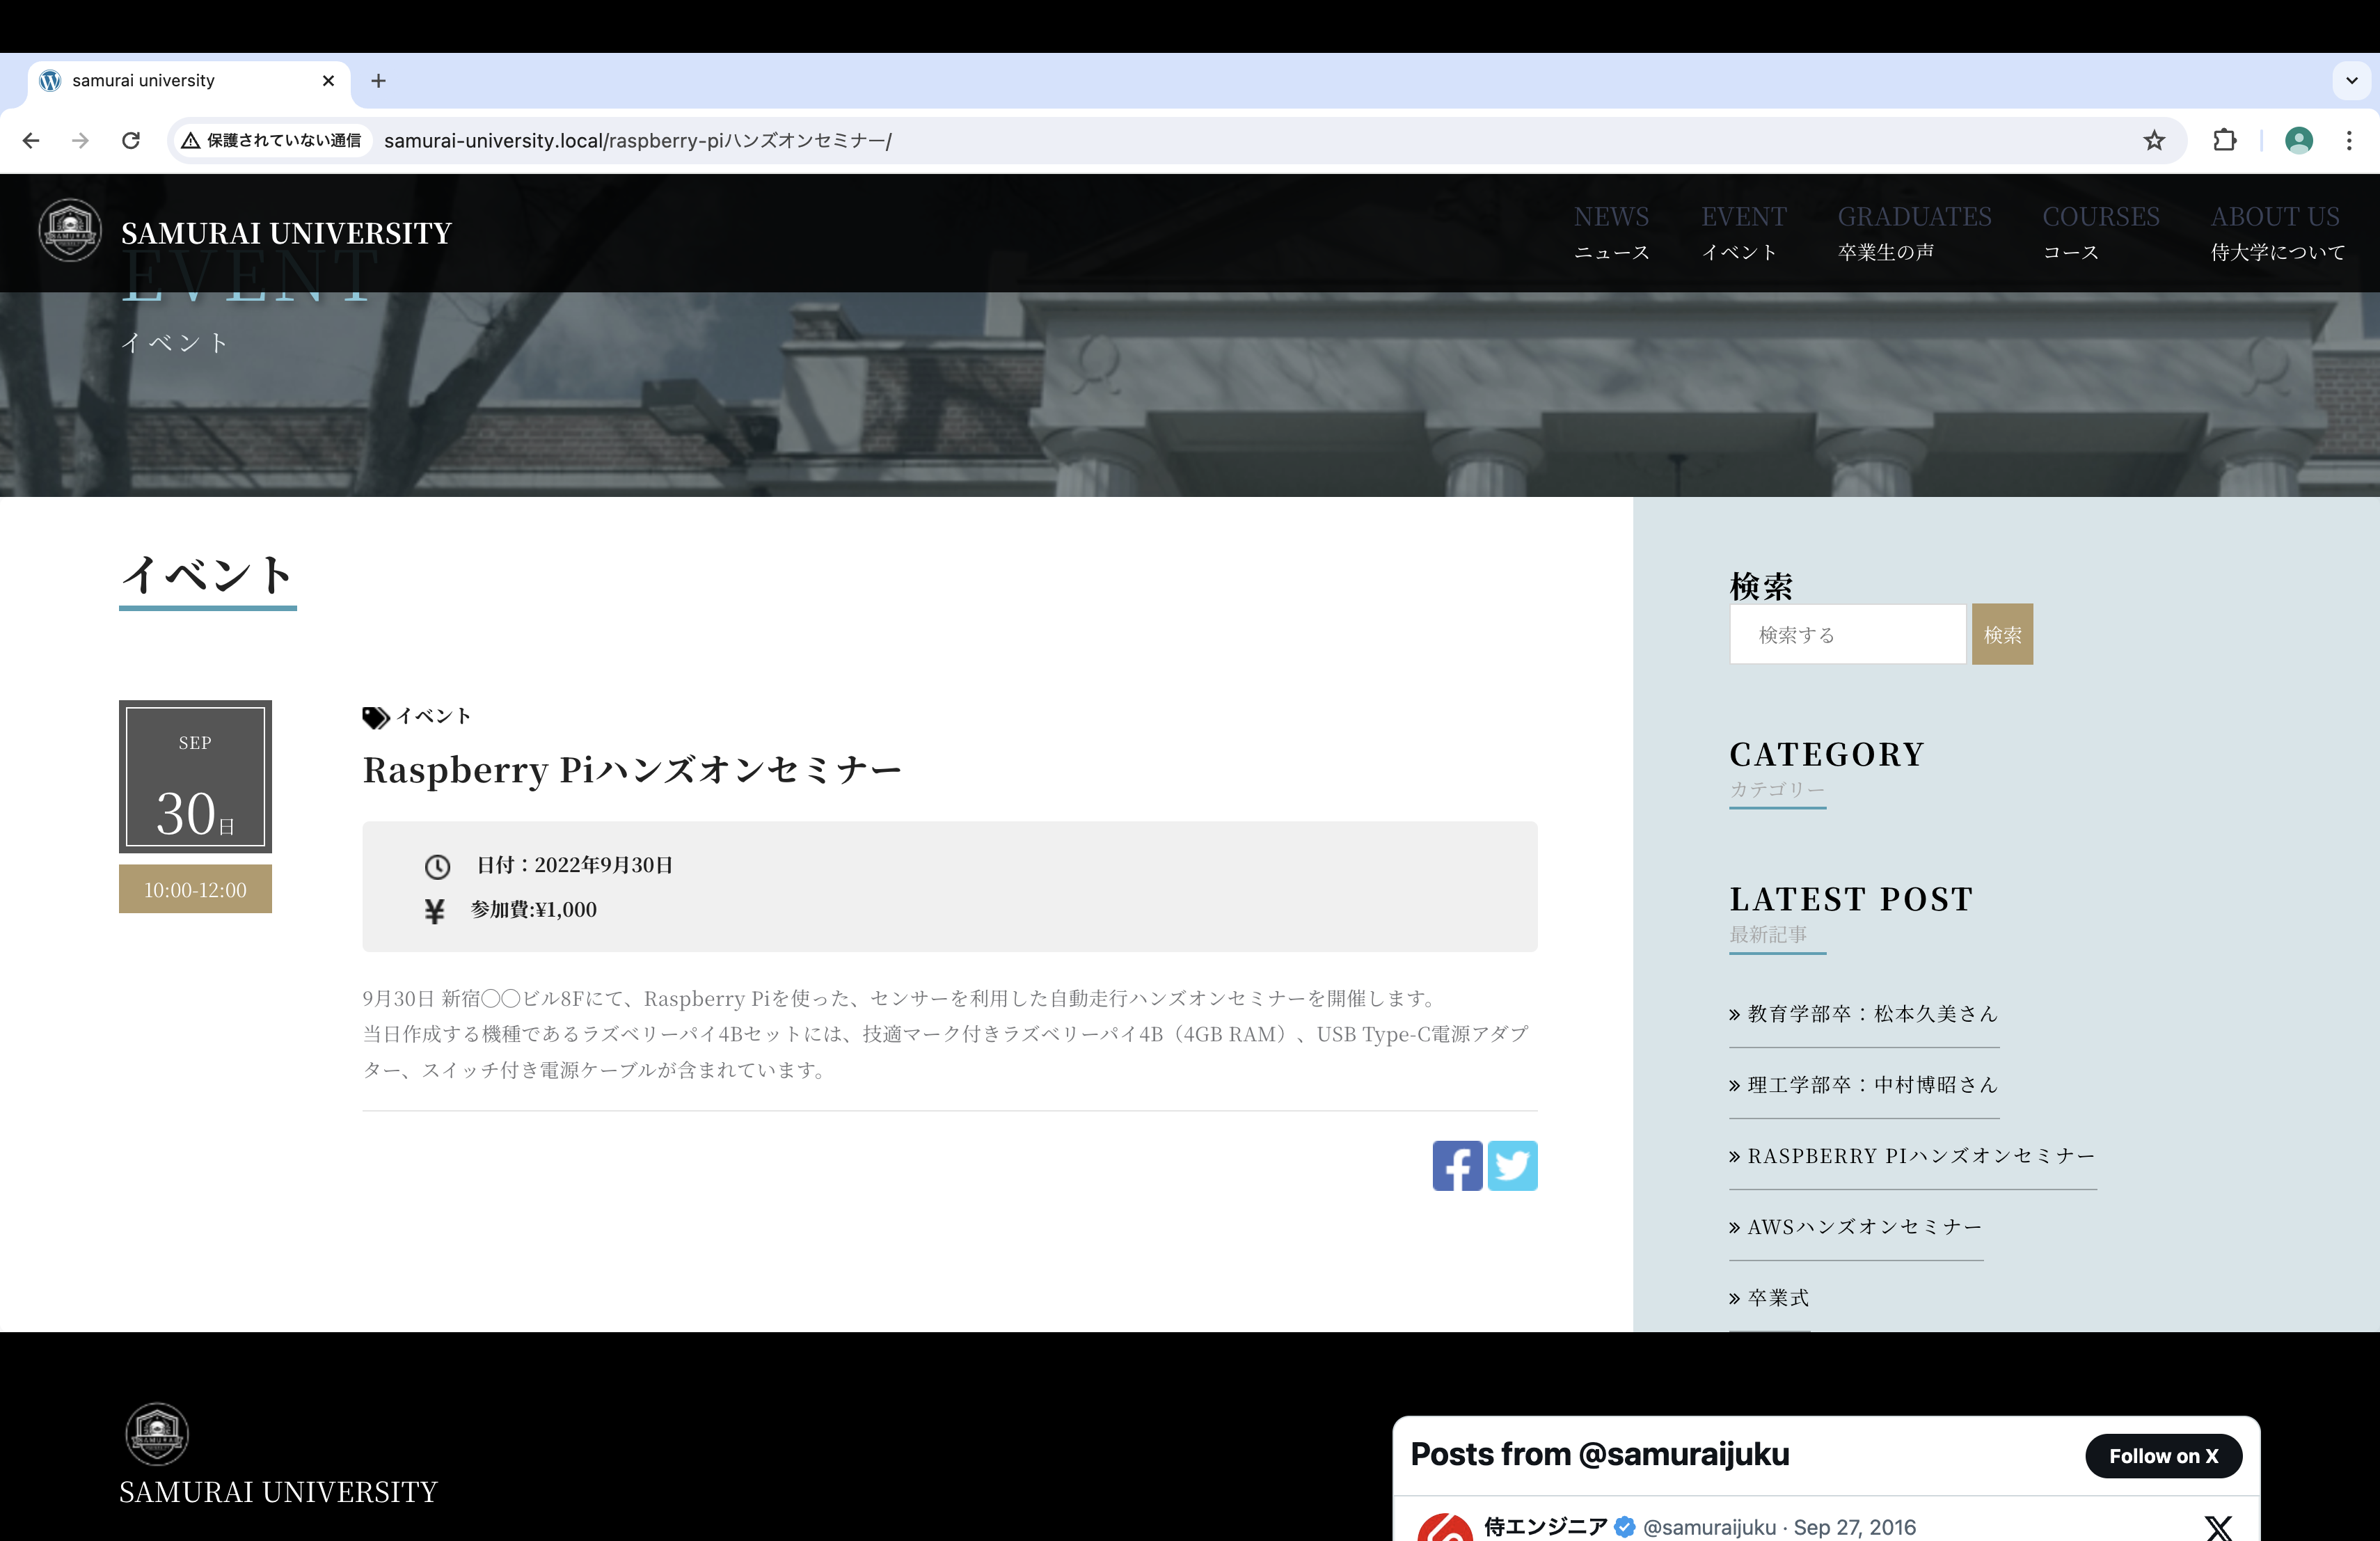 samurai university
保護されていない通信
samurai-university.local/raspberry-piハンズオンセミナー/
SAMURAI UNIVERSITY
NEWS
ニュース
EVENT
イベント
GRADUATES
卒業生の声
COURSES
コース
ABOUT US
侍大学について
EVENT
イベント
イベント
SEP
30日
10:00-12:00
イベント
Raspberry Piハンズオンセミナー
日付：2022年9月30日
¥ 参加費:¥1,000
9月30日 新宿〇〇ビル8Fにて、Raspberry Piを使った、センサーを利用した自動走行ハンズオンセミナーを開催します。
当日作成する機種であるラズベリーパイ4Bセットには、技適マーク付きラズベリーパイ4B（4GB RAM）、USB Type-C電源アダプ
ター、スイッチ付き電源ケーブルが含まれています。
検索
検索する
検索
CATEGORY
カテゴリー
LATEST POST
最新記事
» 教育学部卒：松本久美さん
» 理工学部卒：中村博昭さん
» RASPBERRY PIハンズオンセミナー
» AWSハンズオンセミナー
» 卒業式
SAMURAI UNIVERSITY
Posts from @samuraijuku
Follow on X
侍エンジニア @samuraijuku · Sep 27, 2016